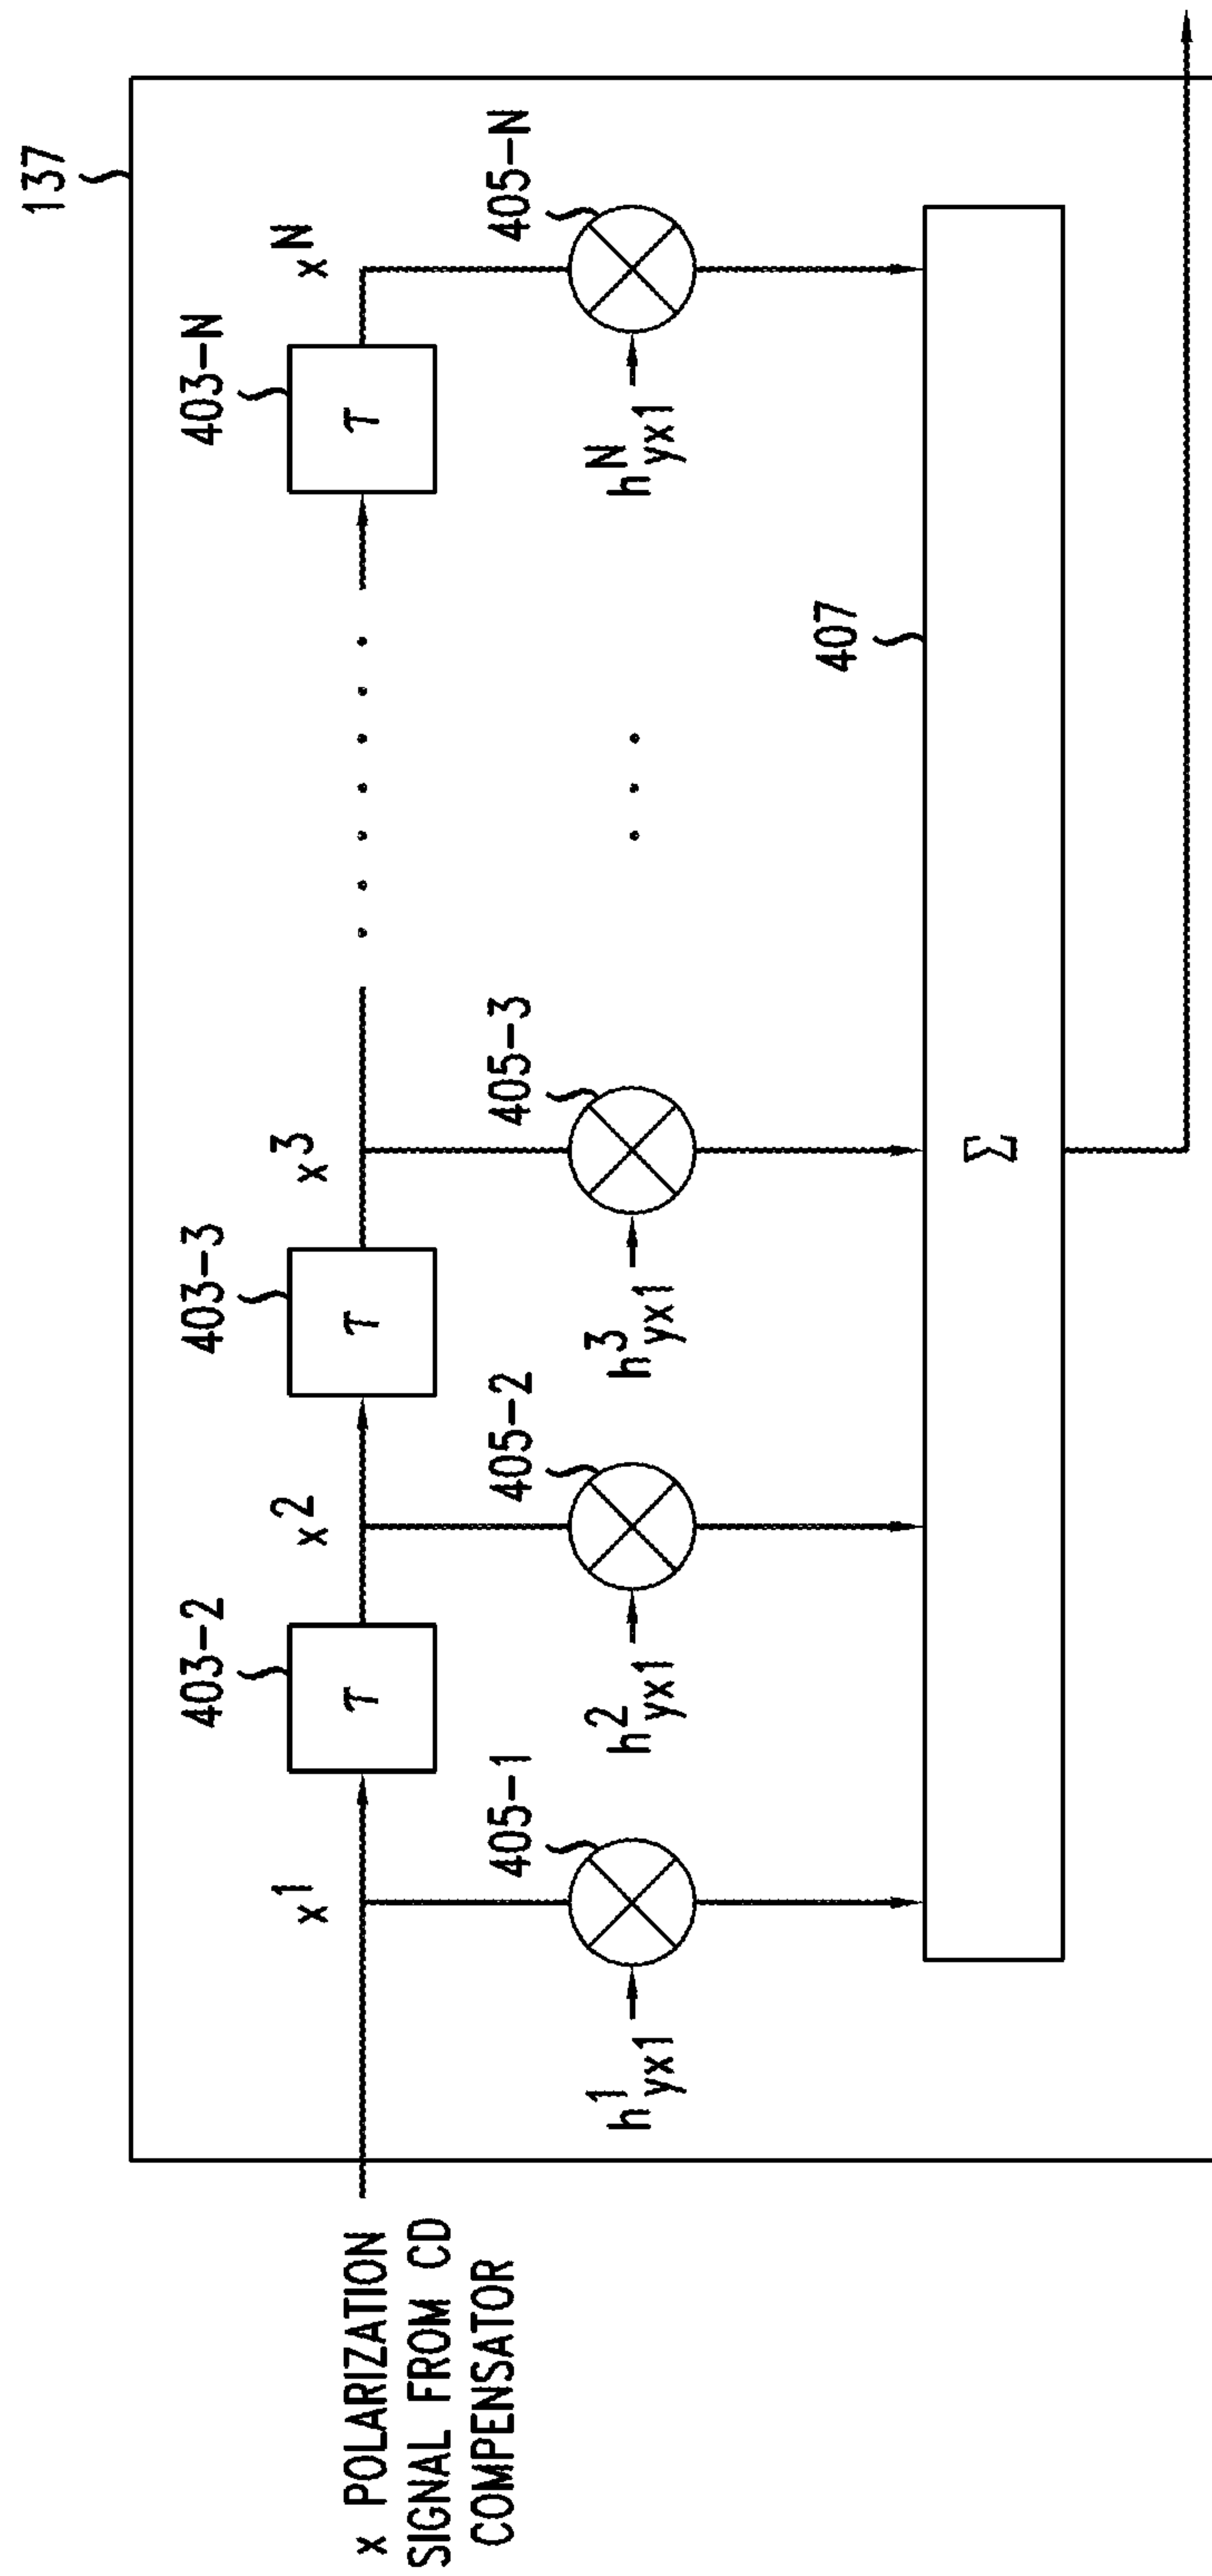 137
x POLARIZATION
SIGNAL FROM CD
COMPENSATOR
x¹
403-2
τ
x²
403-3
τ
x³
403-N
τ
xᴺ
h¹yx1
405-1
h²yx1
405-2
h³yx1
405-3
hᴺyx1
405-N
407
Σ